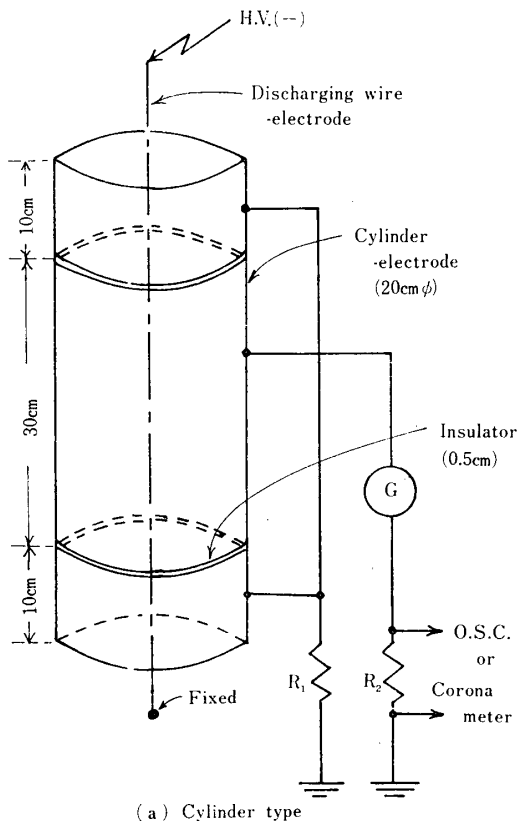 H.V.(--)
Discharging wire
-electrode
10cm
Cylinder
-electrode
(20cmϕ)
30cm
Insulator
(0.5cm)
G
10cm
O.S.C.
or
Corona
meter
R₁
R₂
Fixed
(a) Cylinder type